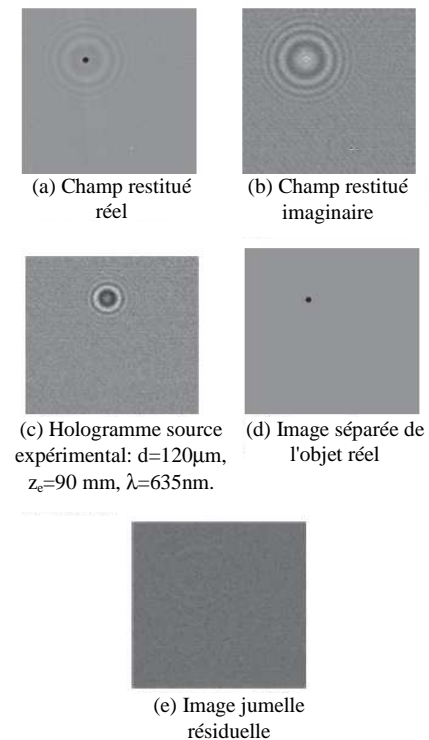 (a) Champ restitué
réel
(b) Champ restitué
imaginaire
(c) Hologramme source
expérimental: d=120μm,
zₑ=90 mm, λ=635nm.
(d) Image séparée de
l'objet réel
(e) Image jumelle
résiduelle